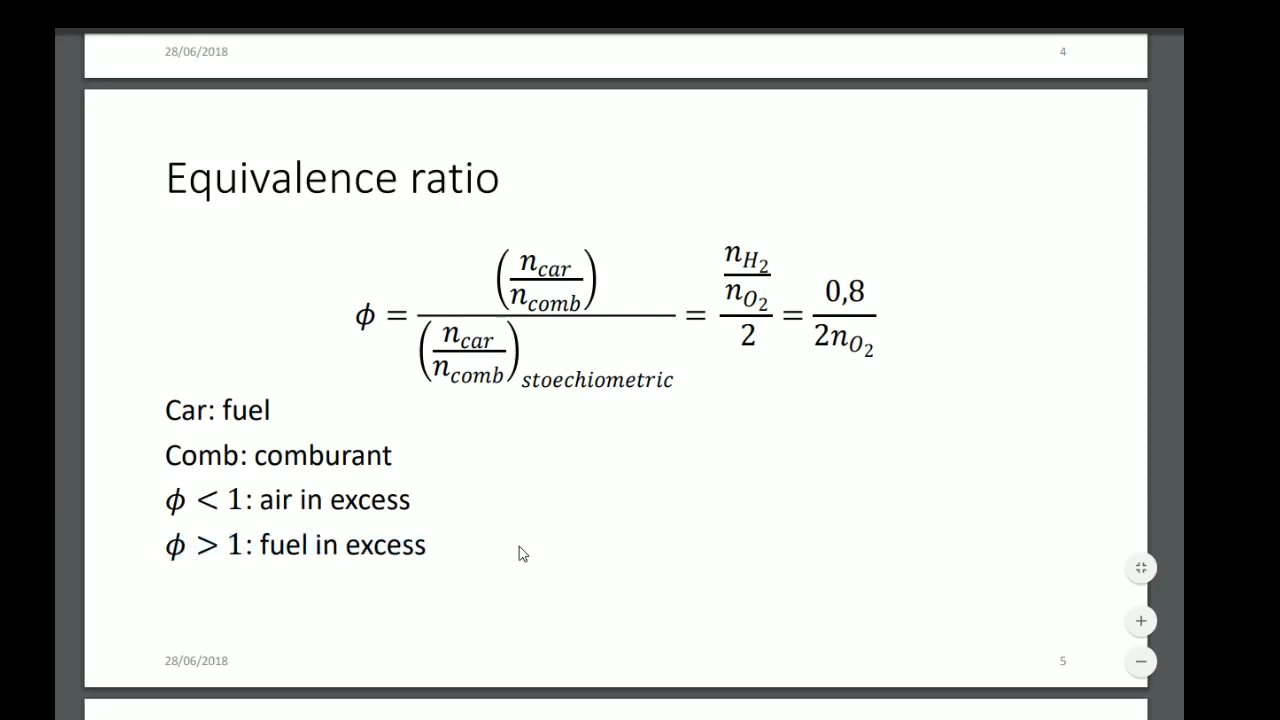 28/06/2018 4
Equivalence ratio
ϕ = (n_car/n_comb) / (n_car/n_comb)_stoechiometric = (n_H₂/n_O₂)/2 = 0,8/(2n_O₂)
Car: fuel
Comb: comburant
ϕ < 1: air in excess
ϕ > 1: fuel in excess
28/06/2018 5